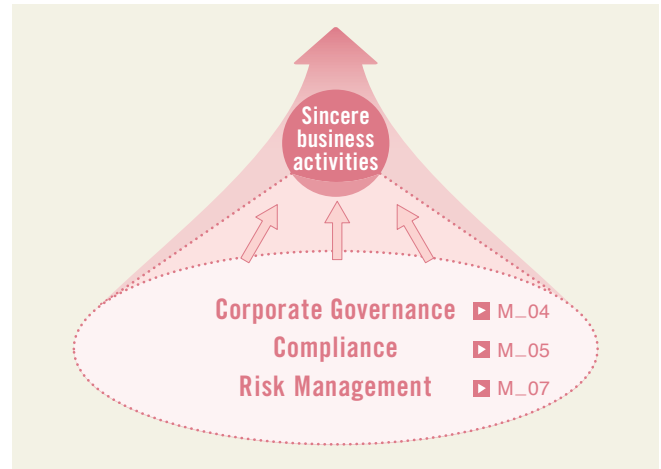 Sincere
business
activities
Corporate Governance ▶ M_04
Compliance ▶ M_05
Risk Management ▶ M_07